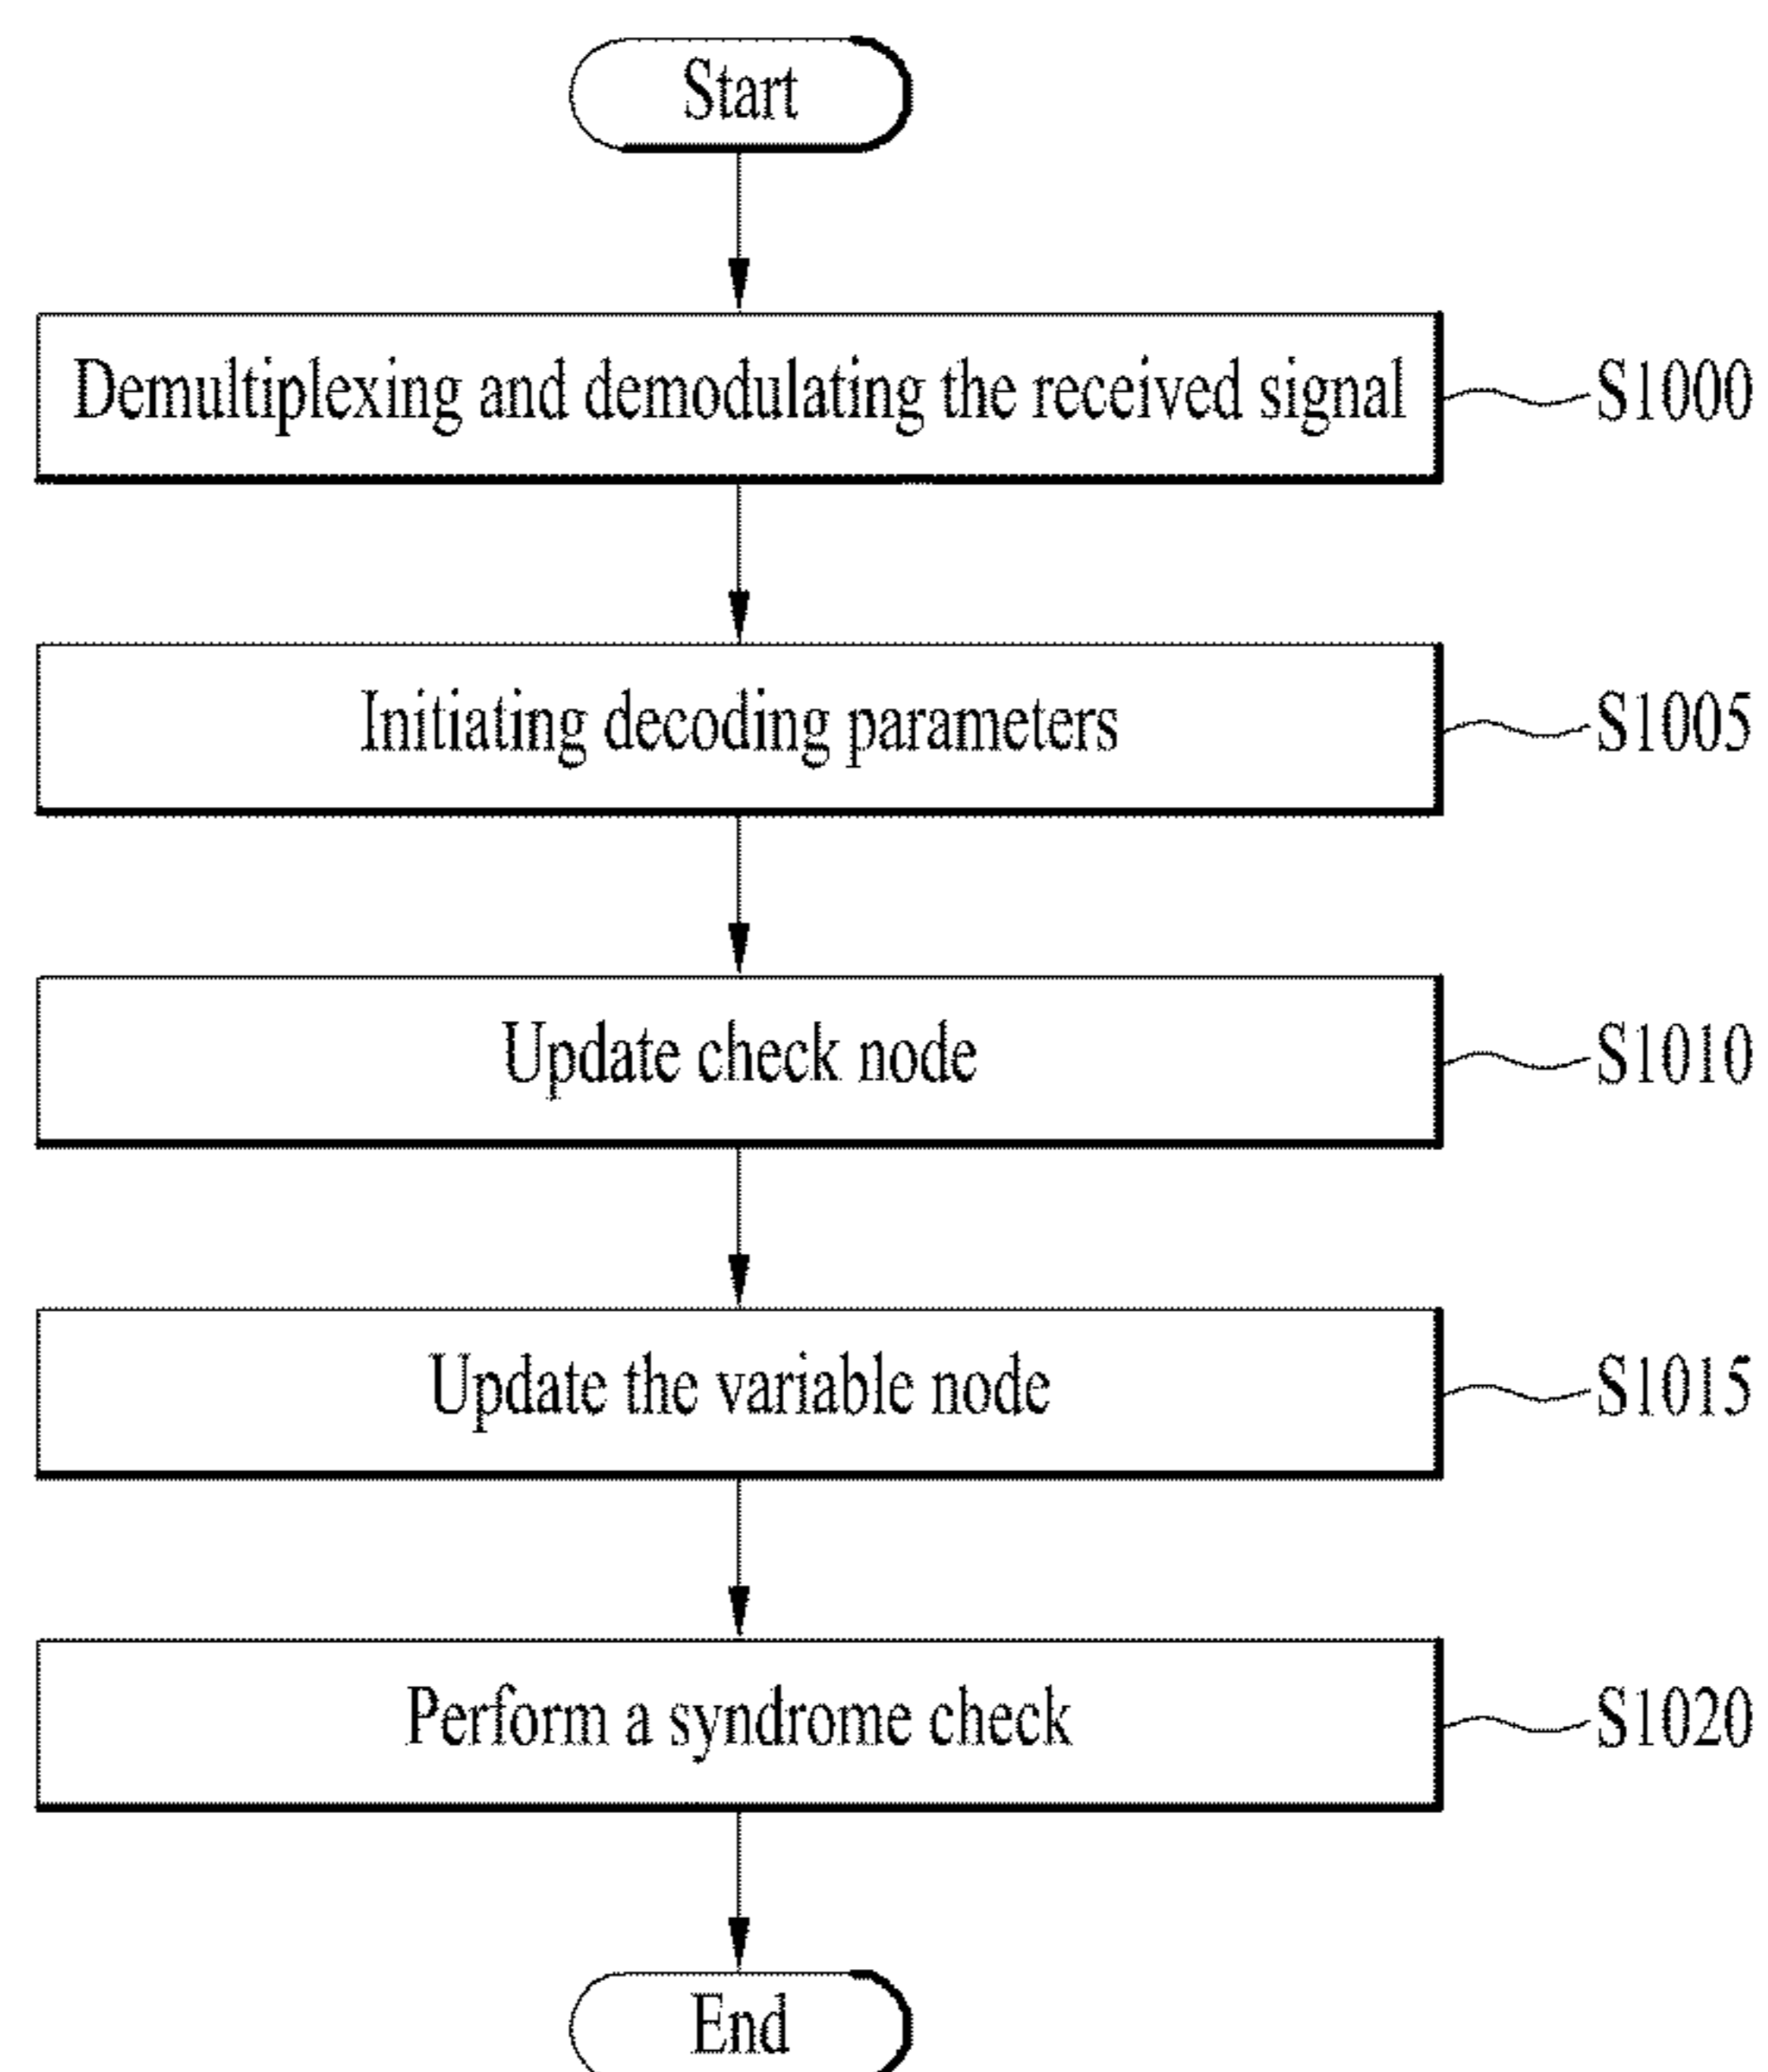 Start
Demultiplexing and demodulating the received signal
S1000
Initiating decoding parameters
S1005
Update check node
S1010
Update the variable node
S1015
Perform a syndrome check
S1020
End